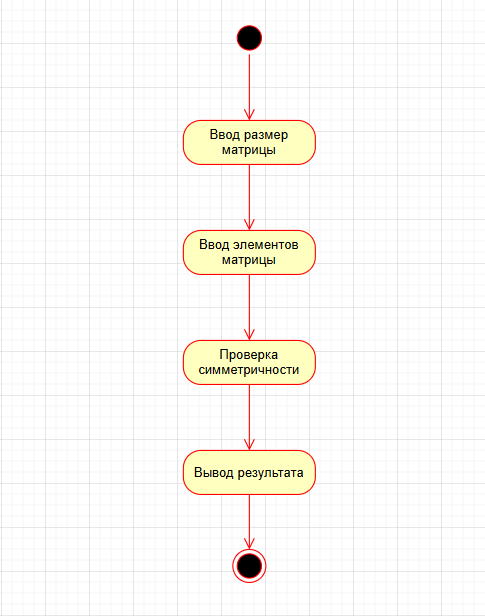 Ввод размер
матрицы
Ввод элементов
матрицы
Проверка
симметричности
Вывод результата